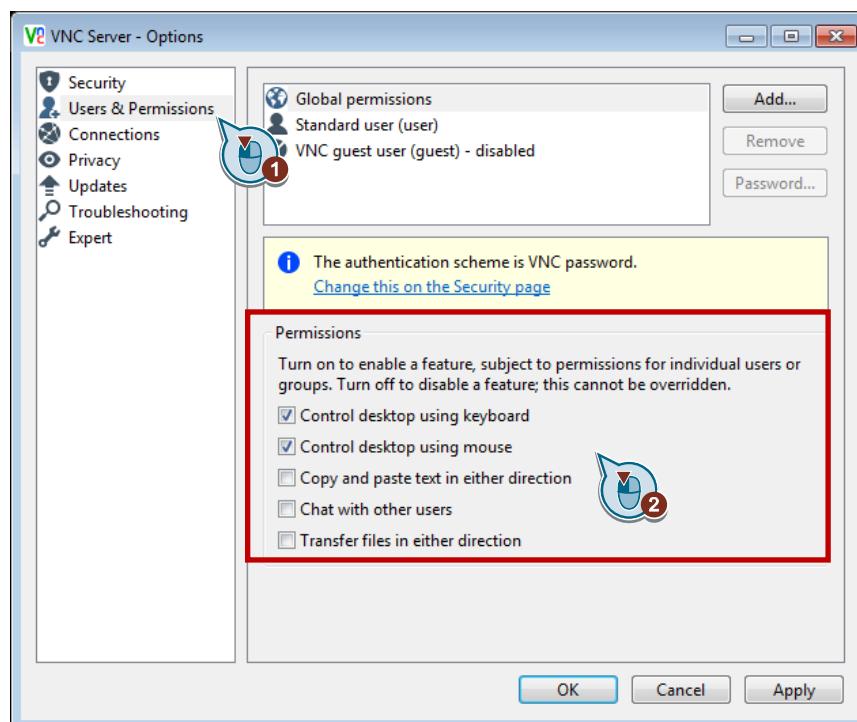 VNC Server - Options
Security
Users & Permissions
Connections
Privacy
Updates
Troubleshooting
Expert
1
Global permissions
Standard user (user)
VNC guest user (guest) - disabled
Add...
Remove
Password...
The authentication scheme is VNC password.
Change this on the Security page
Permissions
Turn on to enable a feature, subject to permissions for individual users or
groups. Turn off to disable a feature; this cannot be overridden.
Control desktop using keyboard
Control desktop using mouse
Copy and paste text in either direction
2
Chat with other users
Transfer files in either direction
OK
Cancel
Apply